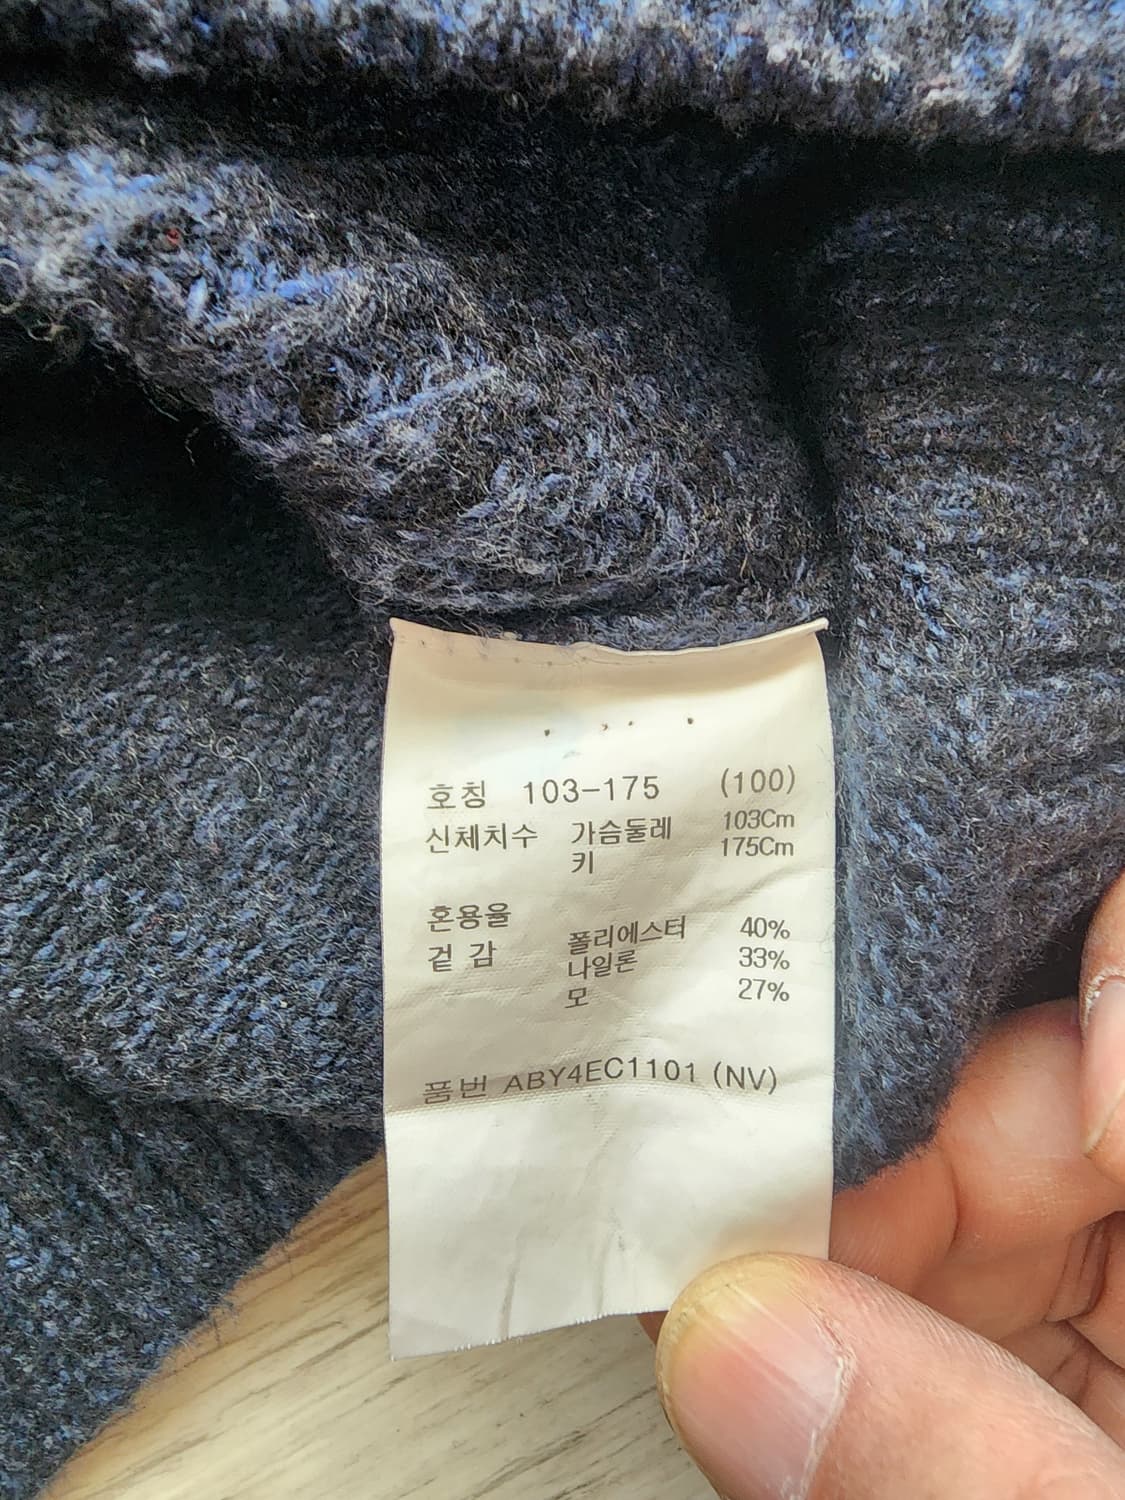 호칭 103-175 (100)
신체치수 가슴둘레 103Cm
키 175Cm
혼용율
겉감 폴리에스터 40%
나일론 33%
모 27%
품번 ABY4EC1101 (NV)